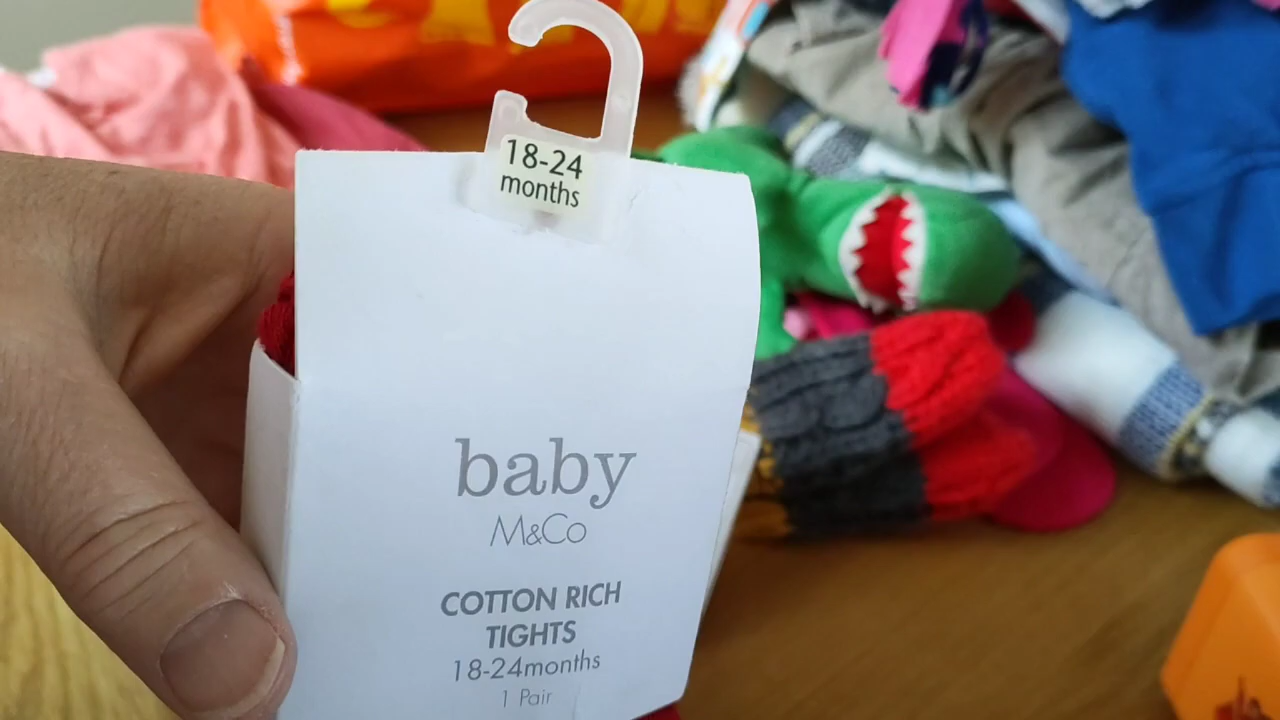 18-24
months
baby
M&Co
COTTON RICH
TIGHTS
18-24months
1 Pair